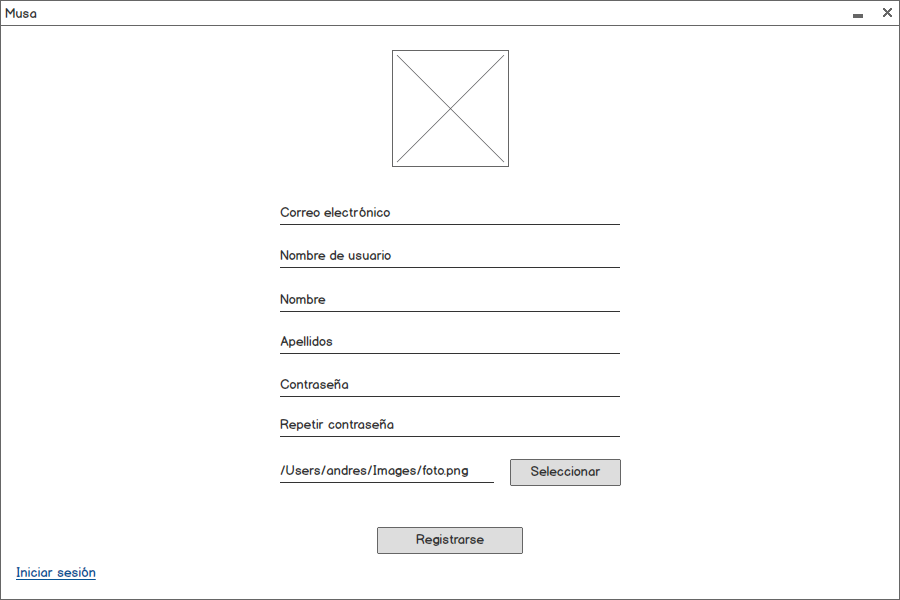 Musa
Correo electrónico
Nombre de usuario
Nombre
Apellidos
Contraseña
Repetir contraseña
/Users/andres/Images/foto.png
Seleccionar
Registrarse
Iniciar sesión